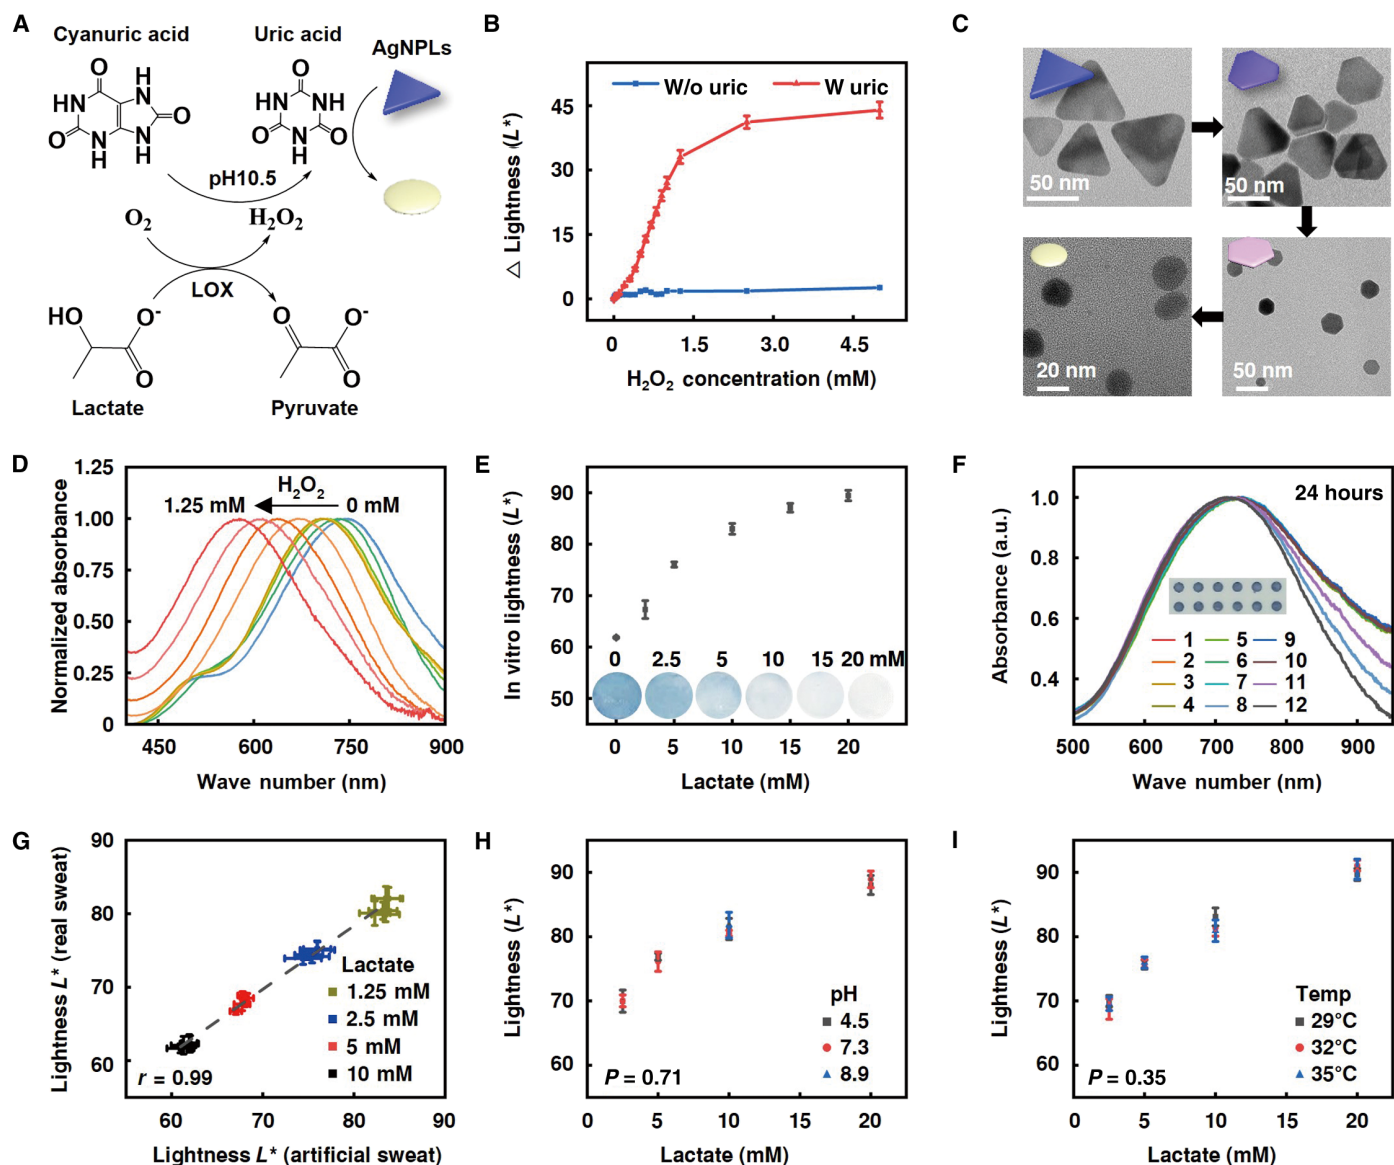 A
Cyanuric acid
Uric acid
AgNPLs
O
H
N
HN
O
O
N
H
N
H
O
HN
NH
O
O
N
H
pH10.5
O₂
H₂O₂
LOX
HO
O⁻
O
O
O⁻
O
Lactate
Pyruvate
B
W/o uric
W uric
45
30
15
0
△ Lightness (L*)
0
1.5
3.0
4.5
H₂O₂ concentration (mM)
C
50 nm
50 nm
20 nm
50 nm
D
1.25
1.00
0.75
0.50
0.25
0
Normalized absorbance
H₂O₂
1.25 mM
0 mM
450
600
750
900
Wave number (nm)
E
90
80
70
60
50
In vitro lightness (L*)
0
2.5
5
10
15
20 mM
0
5
10
15
20
Lactate (mM)
F
24 hours
1.0
0.8
0.6
0.4
Absorbance (a.u.)
1
5
9
2
6
10
3
7
11
4
8
12
500
600
700
800
900
Wave number (nm)
G
90
80
70
60
Lightness L* (real sweat)
Lactate
1.25 mM
2.5 mM
5 mM
10 mM
r = 0.99
60
70
80
90
Lightness L* (artificial sweat)
H
90
80
70
60
Lightness (L*)
pH
4.5
7.3
8.9
P = 0.71
0
5
10
15
20
Lactate (mM)
I
90
80
70
60
Lightness (L*)
Temp
29°C
32°C
35°C
P = 0.35
0
5
10
15
20
Lactate (mM)